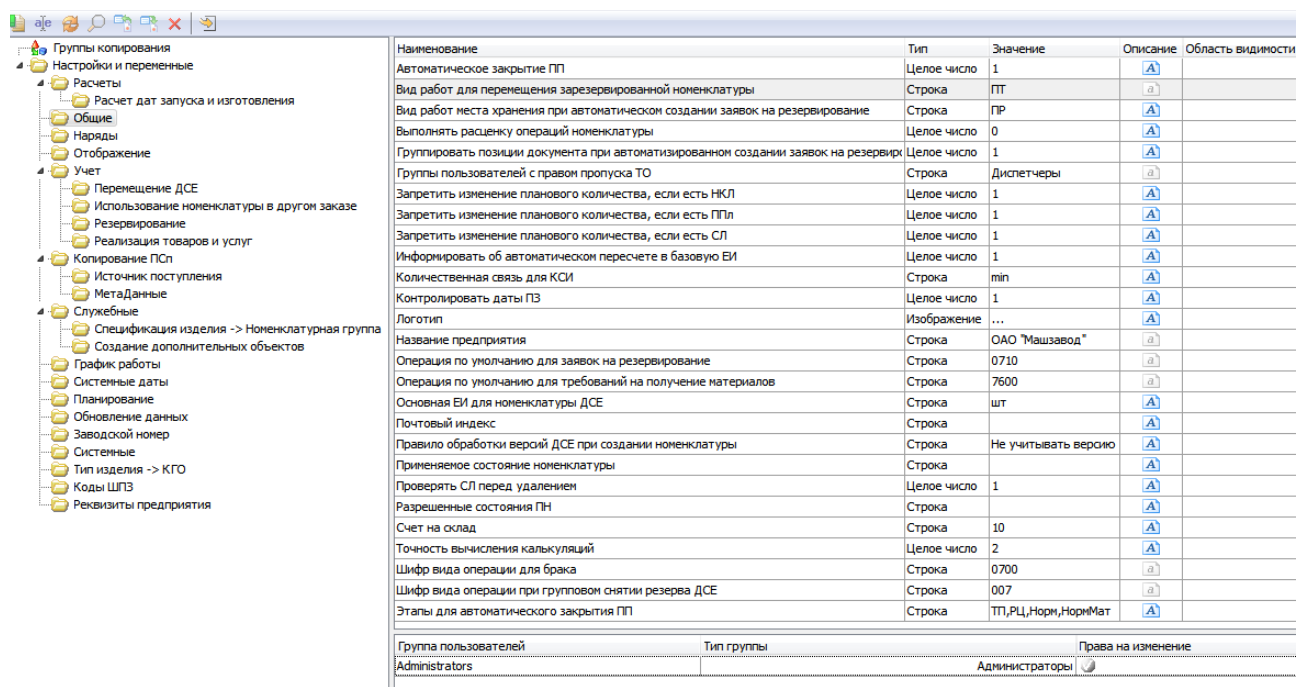 Группы копирования
Настройки и переменные
Расчеты
Расчет дат запуска и изготовления
Общие
Наряды
Отображение
Учет
Перемещение ДСЕ
Использование номенклатуры в другом заказе
Резервирование
Реализация товаров и услуг
Копирование ПСп
Источник поступления
МетаДанные
Служебные
Спецификация изделия -> Номенклатурная группа
Создание дополнительных объектов
График работы
Системные даты
Планирование
Обновление данных
Заводской номер
Системные
Тип изделия -> КГО
Коды ШПЗ
Реквизиты предприятия
Наименование Тип Значение Описание Область видимости
Автоматическое закрытие ПП Целое число 1
Вид работ для перемещения зарезервированной номенклатуры Строка ПТ
Вид работ места хранения при автоматическом создании заявок на резервирование Строка ПР
Выполнять расценку операций номенклатуры Целое число 0
Группировать позиции документа при автоматизированном создании заявок на резервир Целое число 1
Группы пользователей с правом пропуска ТО Строка Диспетчеры
Запретить изменение планового количества, если есть НКЛ Целое число 1
Запретить изменение планового количества, если есть ППл Целое число 1
Запретить изменение планового количества, если есть СЛ Целое число 1
Информировать об автоматическом пересчете в базовую ЕИ Целое число 1
Количественная связь для КСИ Строка min
Контролировать даты ПЗ Целое число 1
Логотип Изображение ...
Название предприятия Строка ОАО "Машзавод"
Операция по умолчанию для заявок на резервирование Строка 0710
Операция по умолчанию для требований на получение материалов Строка 7600
Основная ЕИ для номенклатуры ДСЕ Строка шт
Почтовый индекс Строка
Правило обработки версий ДСЕ при создании номенклатуры Строка Не учитывать версию
Применяемое состояние номенклатуры Строка
Проверять СЛ перед удалением Целое число 1
Разрешенные состояния ПН Строка
Счет на склад Строка 10
Точность вычисления калькуляций Целое число 2
Шифр вида операции для брака Строка 0700
Шифр вида операции при групповом снятии резерва ДСЕ Строка 007
Этапы для автоматического закрытия ПП Строка ТП,РЦ,Норм,НормМат
Группа пользователей Тип группы Права на изменение
Administrators Администраторы